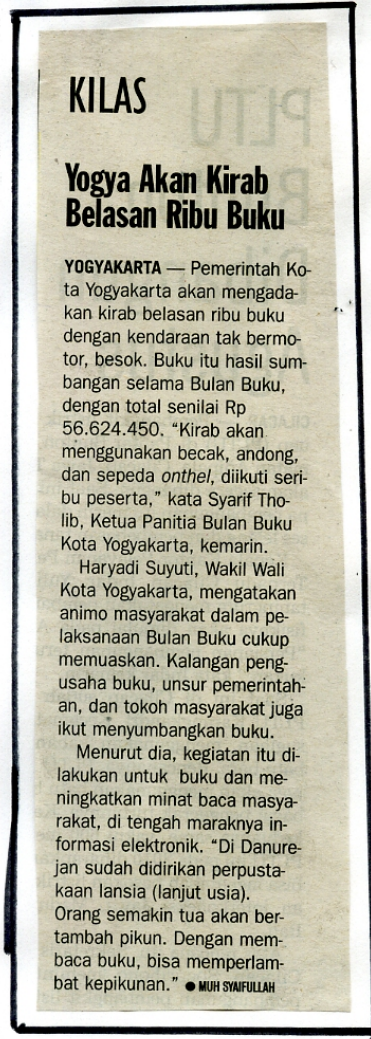 KILAS
Yogya Akan Kirab
Belasan Ribu Buku
YOGYAKARTA — Pemerintah Ko-
ta Yogyakarta akan mengada-
kan kirab belasan ribu buku
dengan kendaraan tak bermo-
tor, besok. Buku itu hasil sum-
bangan selama Bulan Buku,
dengan total senilai Rp
56.624.450. “Kirab akan
menggunakan becak, andong,
dan sepeda onthel, diikuti seri-
bu peserta,” kata Syarif Tho-
lib, Ketua Panitia Bulan Buku
Kota Yogyakarta, kemarin.
Haryadi Suyuti, Wakil Wali
Kota Yogyakarta, mengatakan
animo masyarakat dalam pe-
laksanaan Bulan Buku cukup
memuaskan. Kalangan peng-
usaha buku, unsur pemerintah-
an, dan tokoh masyarakat juga
ikut menyumbangkan buku.
Menurut dia, kegiatan itu di-
lakukan untuk buku dan me-
ningkatkan minat baca masya-
rakat, di tengah maraknya in-
formasi elektronik. “Di Danure-
jan sudah didirikan perpusta-
kaan lansia (lanjut usia).
Orang semakin tua akan ber-
tambah pikun. Dengan mem-
baca buku, bisa memperlam-
bat kepikunan.” ● MUH SYAIFULLAH